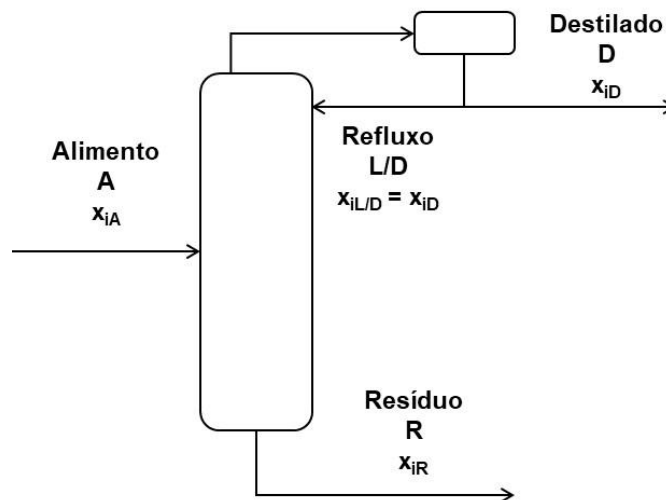 Destilado
D
x_iD
Alimento
A
x_iA
Refluxo
L/D
x_iL/D = x_iD
Resíduo
R
x_iR